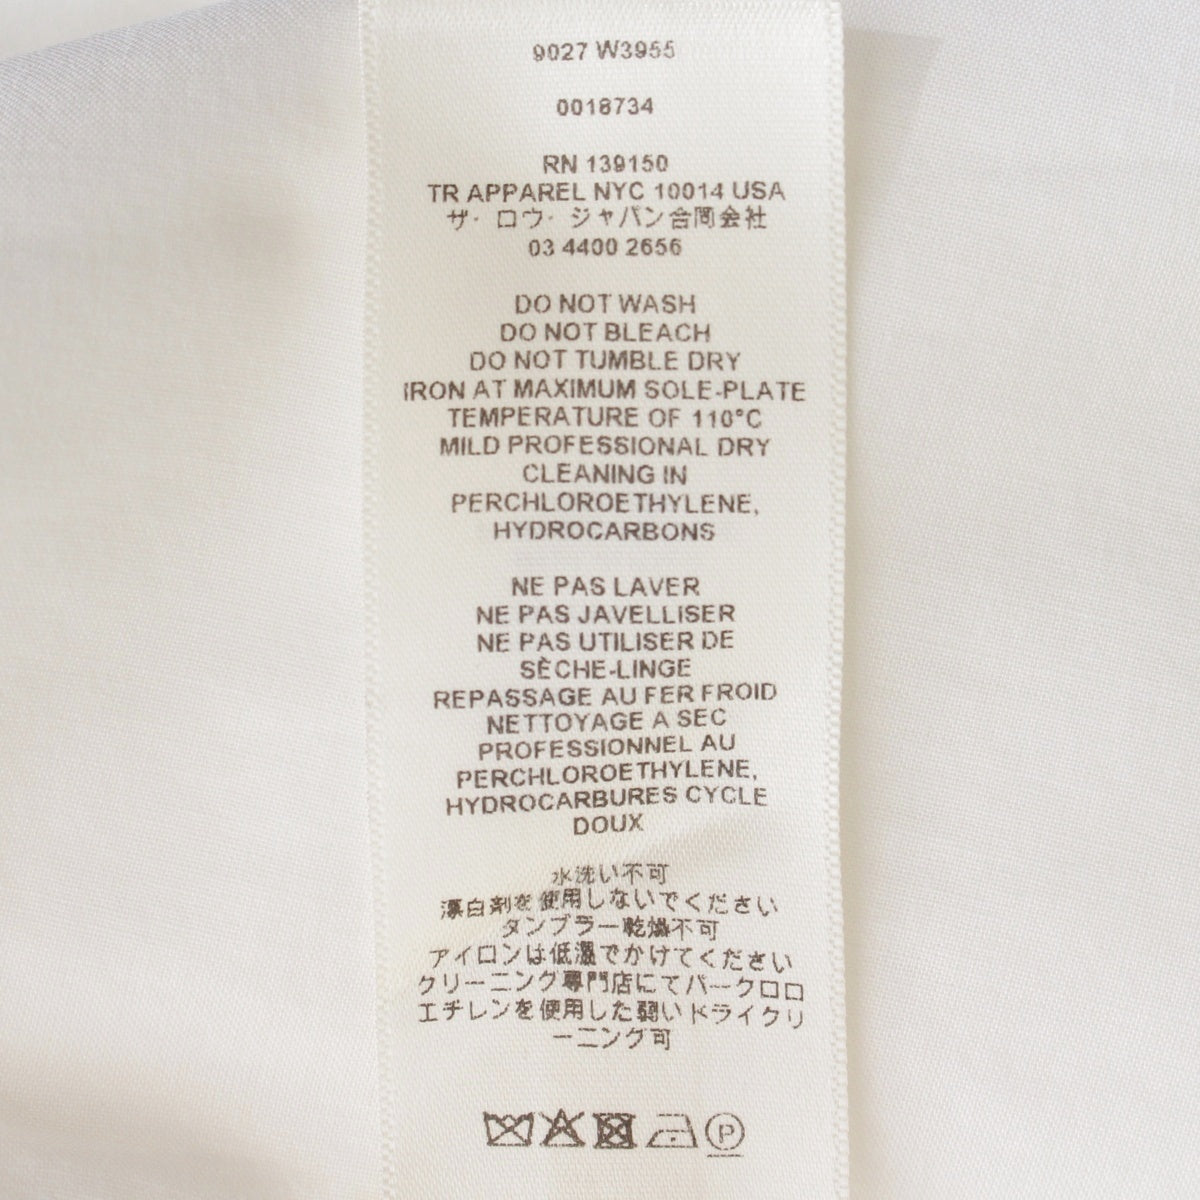 9027 W3955
0018734
RN 139150
TR APPAREL NYC 10014 USA
ザ・ロウ・ジャパン合同会社
03 4400 2656
DO NOT WASH
DO NOT BLEACH
DO NOT TUMBLE DRY
IRON AT MAXIMUM SOLE-PLATE
TEMPERATURE OF 110°C
MILD PROFESSIONAL DRY
CLEANING IN
PERCHLOROETHYLENE,
HYDROCARBONS
NE PAS LAVER
NE PAS JAVELLISER
NE PAS UTILISER DE
SÈCHE-LINGE
REPASSAGE AU FER FROID
NETTOYAGE A SEC
PROFESSIONNEL AU
PERCHLOROETHYLENE,
HYDROCARBURES CYCLE
DOUX
水洗い不可
漂白剤を使用しないでください
タンブラー乾燥不可
アイロンは低温でかけてください
クリーニング専門店にてパークロロ
エチレンを使用した弱いドライクリ
ーニング可
P